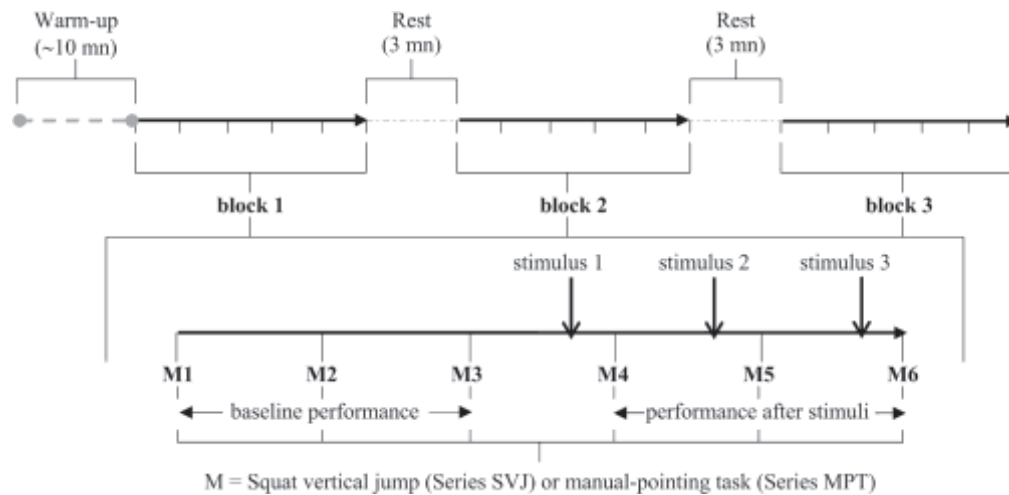 Warm-up
(~10 mn)
Rest
(3 mn)
Rest
(3 mn)
block 1
block 2
block 3
stimulus 1
stimulus 2
stimulus 3
M1
M2
M3
M4
M5
M6
baseline performance
performance after stimuli
M = Squat vertical jump (Series SVJ) or manual-pointing task (Series MPT)